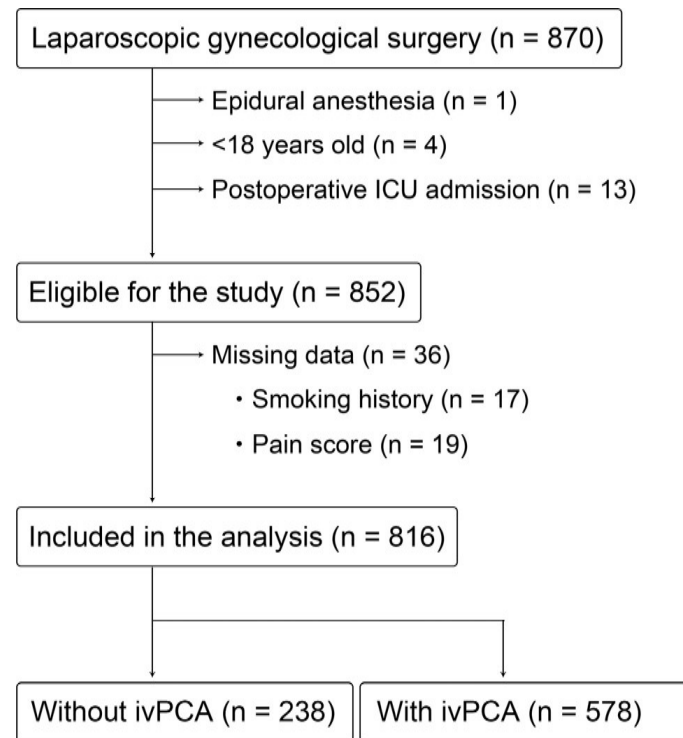 Laparoscopic gynecological surgery (n = 870)
Epidural anesthesia (n = 1)
<18 years old (n = 4)
Postoperative ICU admission (n = 13)
Eligible for the study (n = 852)
Missing data (n = 36)
・Smoking history (n = 17)
・Pain score (n = 19)
Included in the analysis (n = 816)
Without ivPCA (n = 238)
With ivPCA (n = 578)